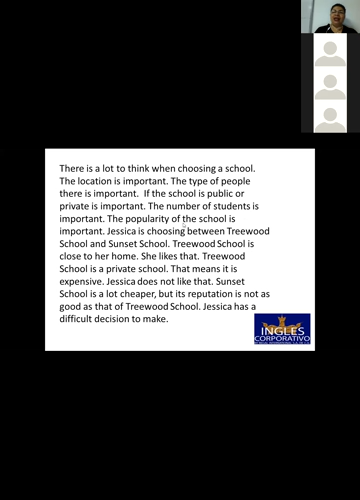 There is a lot to think when choosing a school.
The location is important. The type of people
there is important.  If the school is public or
private is important. The number of students is
important. The popularity of the school is
important. Jessica is choosing between Treewood
School and Sunset School. Treewood School is
close to her home. She likes that. Treewood
School is a private school. That means it is
expensive. Jessica does not like that. Sunset
School is a lot cheaper, but its reputation is not as
good as that of Treewood School. Jessica has a
difficult decision to make.
INGLES
CORPORATIVO